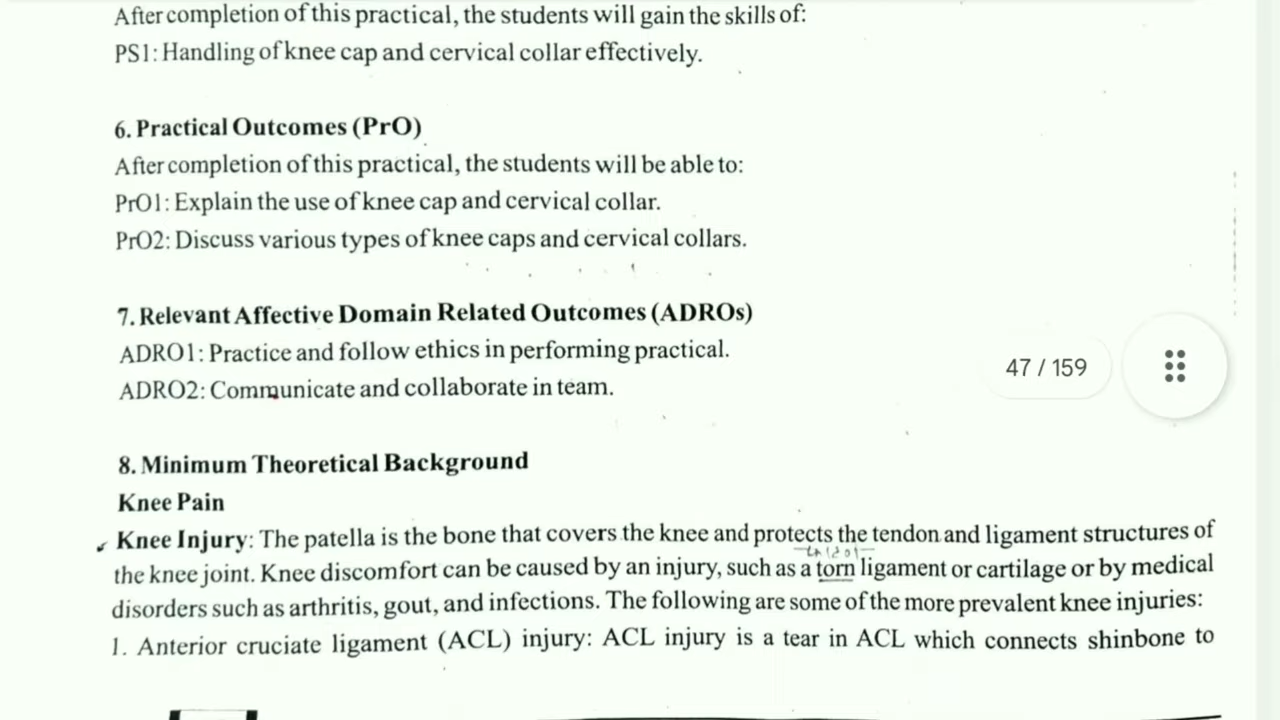 After completion of this practical, the students will gain the skills of:
PS1: Handling of knee cap and cervical collar effectively.
6. Practical Outcomes (PrO)
After completion of this practical, the students will be able to:
PrO1: Explain the use of knee cap and cervical collar.
PrO2: Discuss various types of knee caps and cervical collars.
7. Relevant Affective Domain Related Outcomes (ADROs)
ADRO1: Practice and follow ethics in performing practical.
47 / 159
ADRO2: Communicate and collaborate in team.
8. Minimum Theoretical Background
Knee Pain
Knee Injury: The patella is the bone that covers the knee and protects the tendon and ligament structures of
the knee joint. Knee discomfort can be caused by an injury, such as a torn ligament or cartilage or by medical
disorders such as arthritis, gout, and infections. The following are some of the more prevalent knee injuries:
1. Anterior cruciate ligament (ACL) injury: ACL injury is a tear in ACL which connects shinbone to